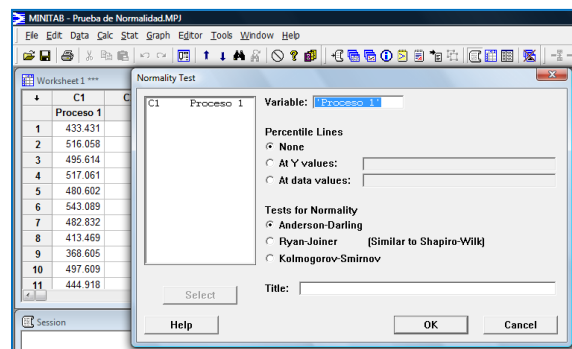 MINITAB - Prueba de Normalidad.MPJ
File Edit Data Calc Stat Graph Editor Tools Window Help
Worksheet 1 ***
C1 C
Proceso 1
1 433.431
2 516.058
3 495.614
4 517.061
5 480.602
6 543.089
7 482.832
8 413.469
9 368.605
10 497.609
11 444.918
Session
Normality Test
C1 Proceso 1
Variable: 'Proceso 1'
Percentile Lines
None
At Y values:
At data values:
Tests for Normality
Anderson-Darling
Ryan-Joiner (Similar to Shapiro-Wilk)
Kolmogorov-Smirnov
Select
Title:
Help
OK
Cancel